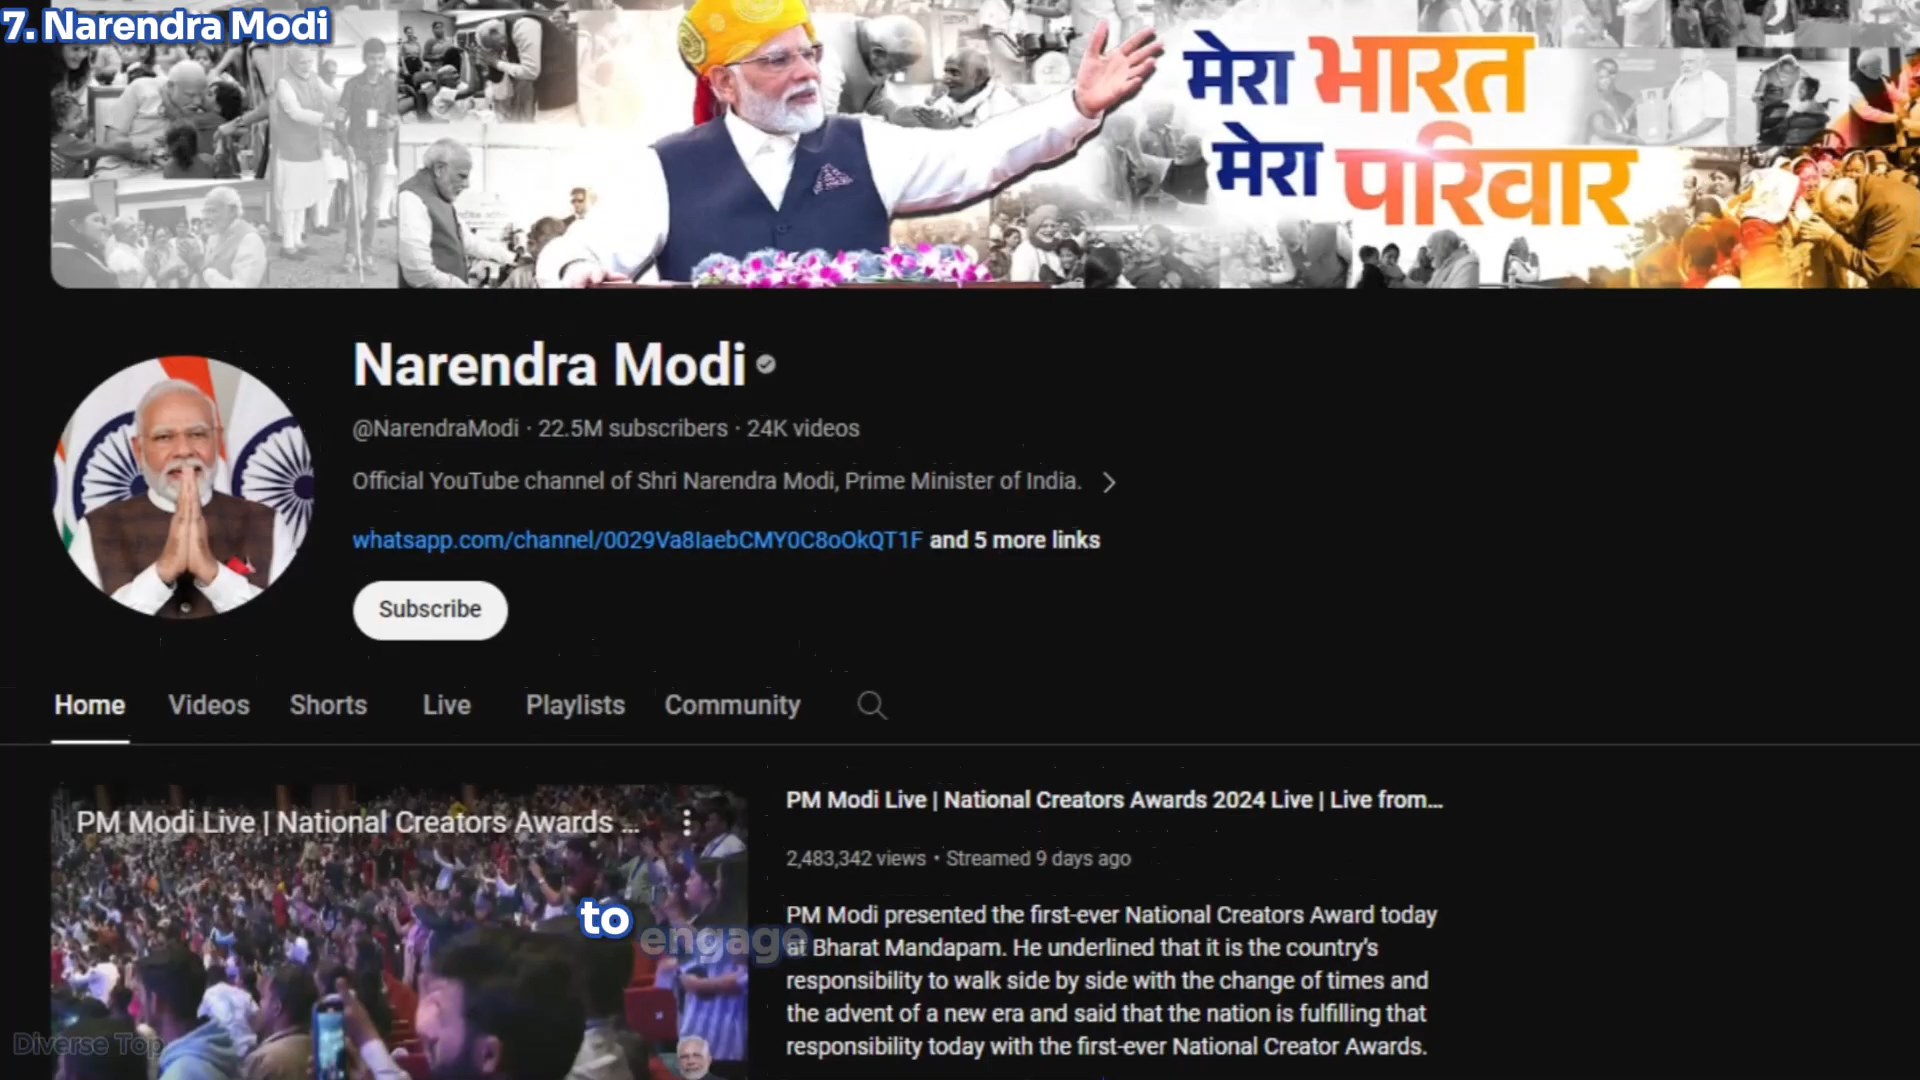 7. Narendra Modi
मेरा भारत
मेरा परिवार
Narendra Modi
@NarendraModi · 22.5M subscribers · 24K videos
Official YouTube channel of Shri Narendra Modi, Prime Minister of India.
whatsapp.com/channel/0029Va8IaebCMY0C8oOkQT1F and 5 more links
Subscribe
Home Videos Shorts Live Playlists Community
PM Modi Live | National Creators Awards ...
PM Modi Live | National Creators Awards 2024 Live | Live from...
2,483,342 views • Streamed 9 days ago
PM Modi presented the first-ever National Creators Award today
at Bharat Mandapam. He underlined that it is the country's
responsibility to walk side by side with the change of times and
the advent of a new era and said that the nation is fulfilling that
responsibility today with the first-ever National Creator Awards.
to engage
Diverse Top